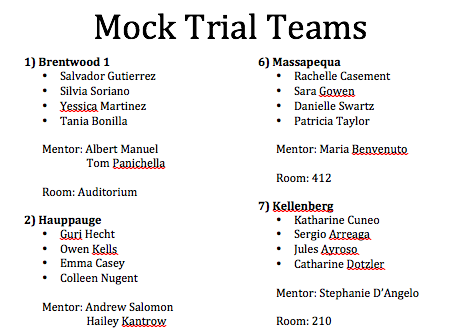 Mock Trial Teams
1) Brentwood 1
• Salvador Gutierrez
• Silvia Soriano
• Yessica Martinez
• Tania Bonilla
Mentor: Albert Manuel
Tom Panichella
Room: Auditorium
2) Hauppauge
• Guri Hecht
• Owen Kells
• Emma Casey
• Colleen Nugent
Mentor: Andrew Salomon
Hailey Kantrow
6) Massapequa
• Rachelle Casement
• Sara Gowen
• Danielle Swartz
• Patricia Taylor
Mentor: Maria Benvenuto
Room: 412
7) Kellenberg
• Katharine Cuneo
• Sergio Arreaga
• Jules Ayroso
• Catharine Dotzler
Mentor: Stephanie D'Angelo
Room: 210